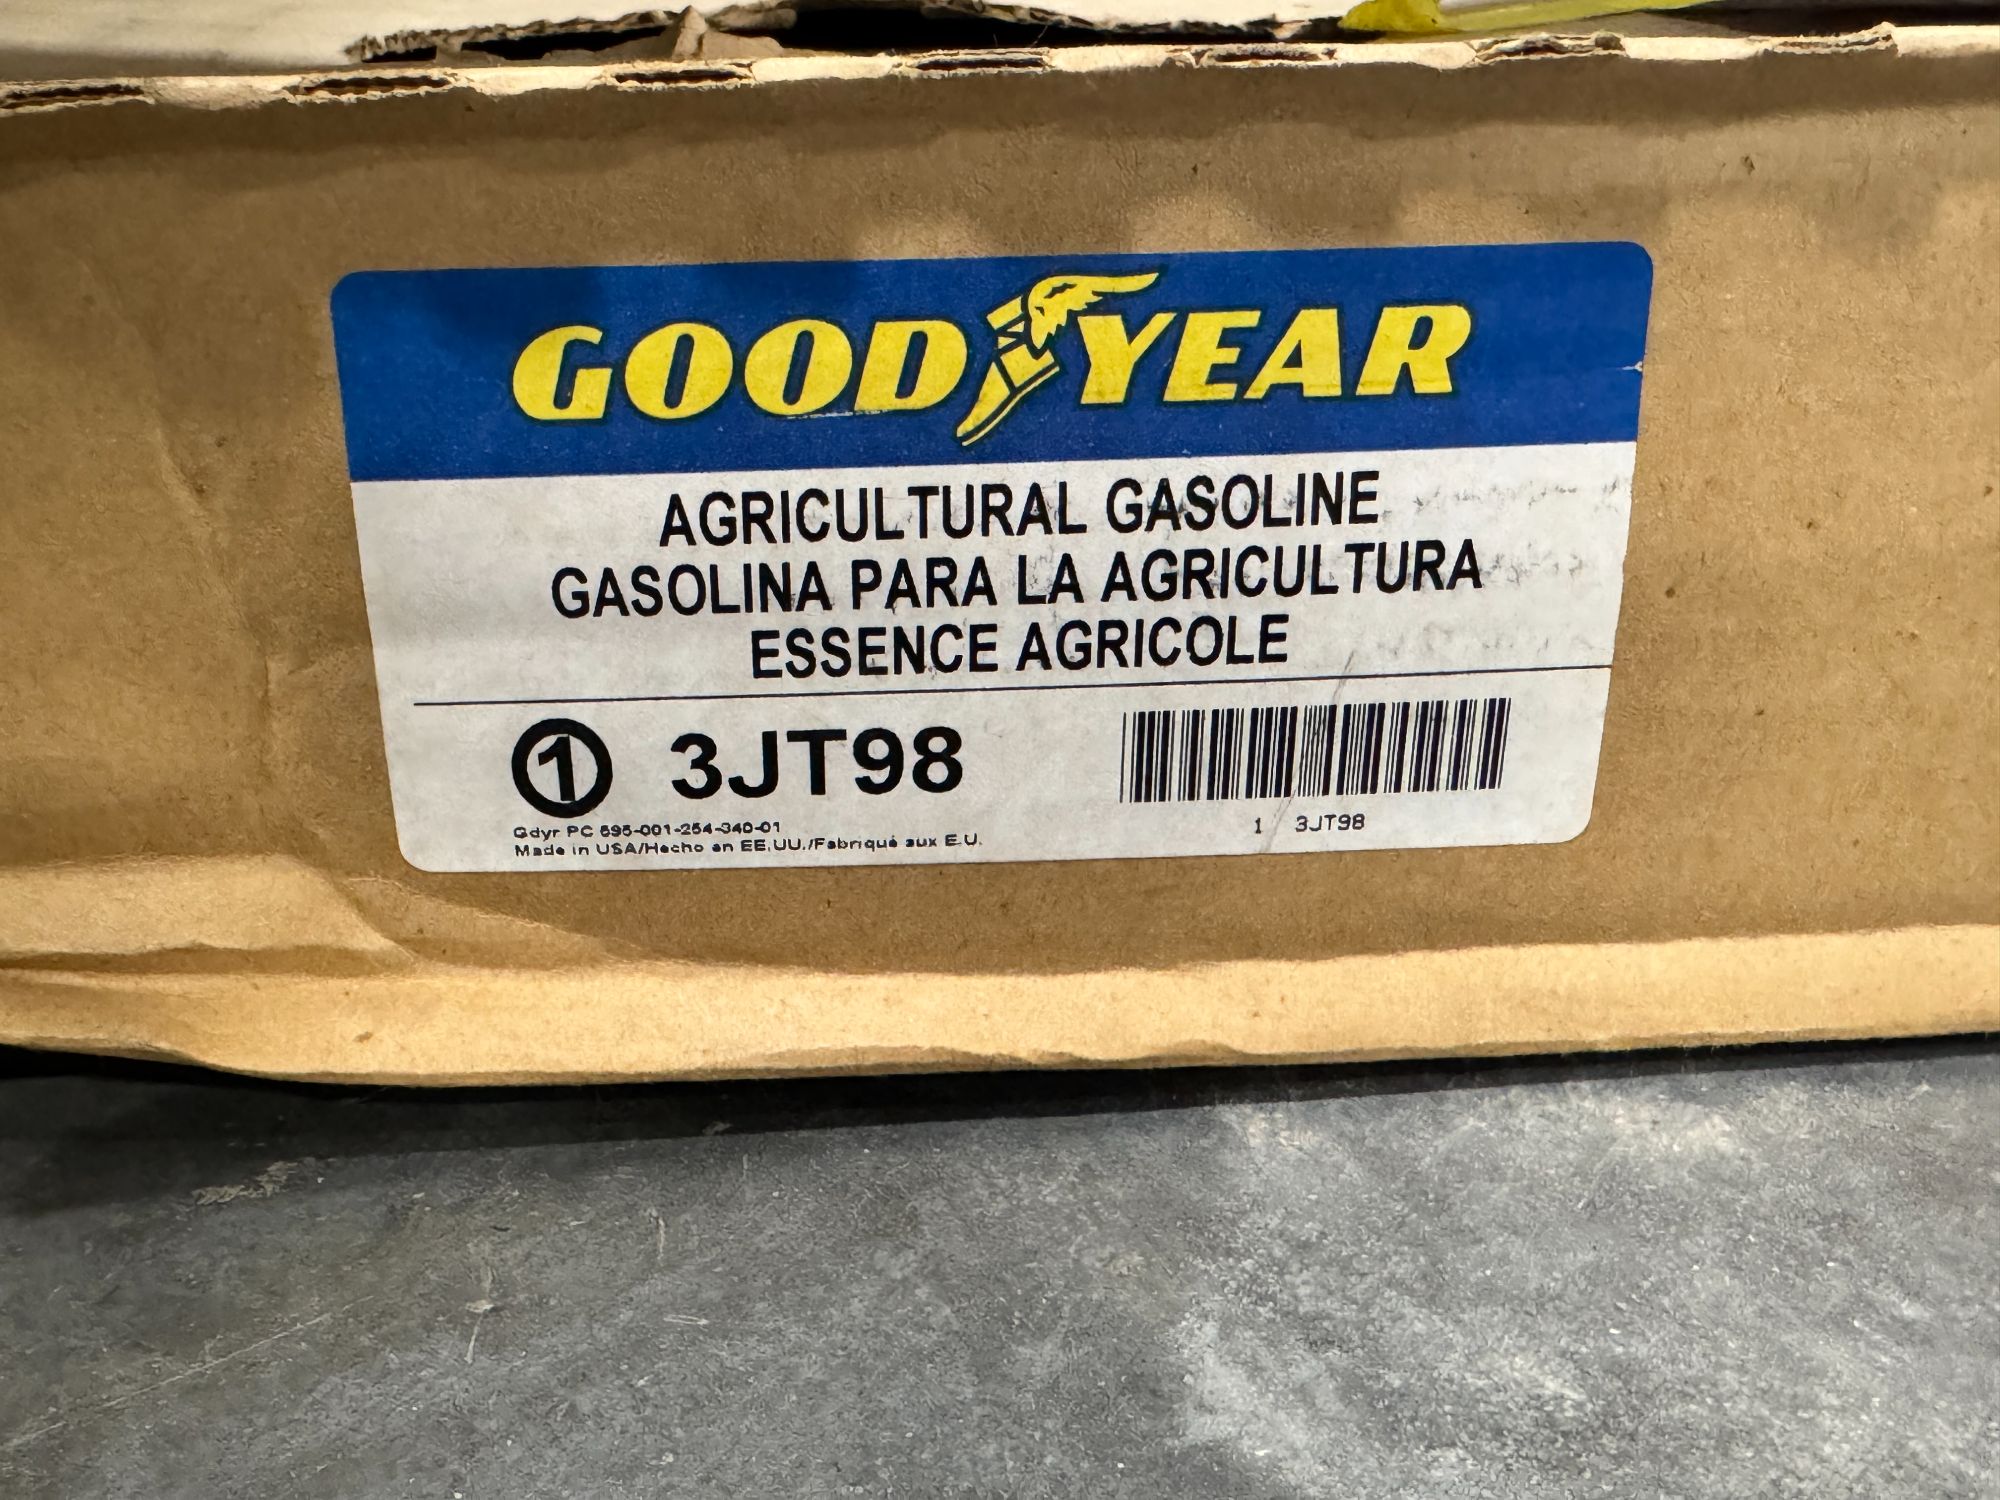 GOODYEAR
AGRICULTURAL GASOLINE
GASOLINA PARA LA AGRICULTURA
ESSENCE AGRICOLE
1 3JT98
Gdyr PC 595-001-254-340-01
Made in USA/Hecho en EE.UU./Fabriqué aux E.U.
1 3JT98